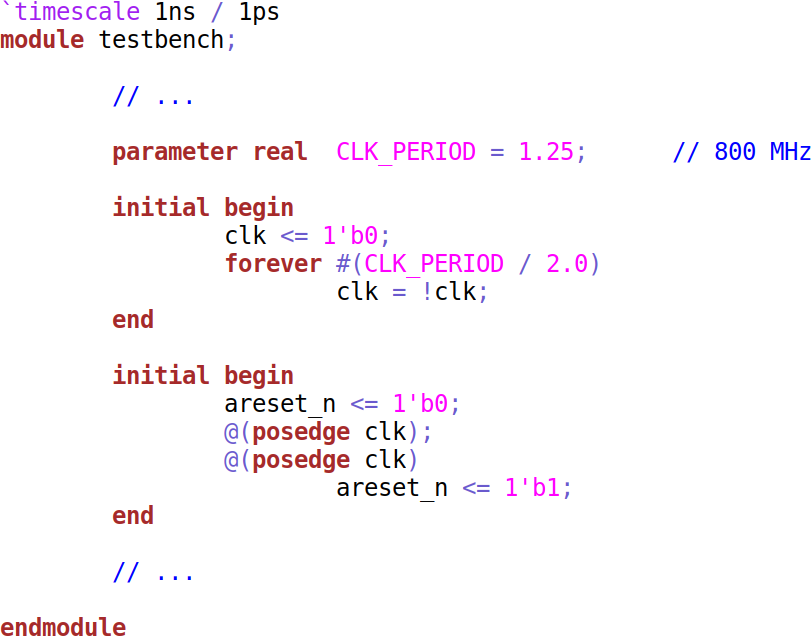 `timescale 1ns / 1ps
module testbench;
// ...
parameter real  CLK_PERIOD = 1.25;      // 800 MHz
initial begin
clk <= 1'b0;
forever #(CLK_PERIOD / 2.0)
clk = !clk;
end
initial begin
areset_n <= 1'b0;
@(posedge clk);
@(posedge clk)
areset_n <= 1'b1;
end
// ...
endmodule